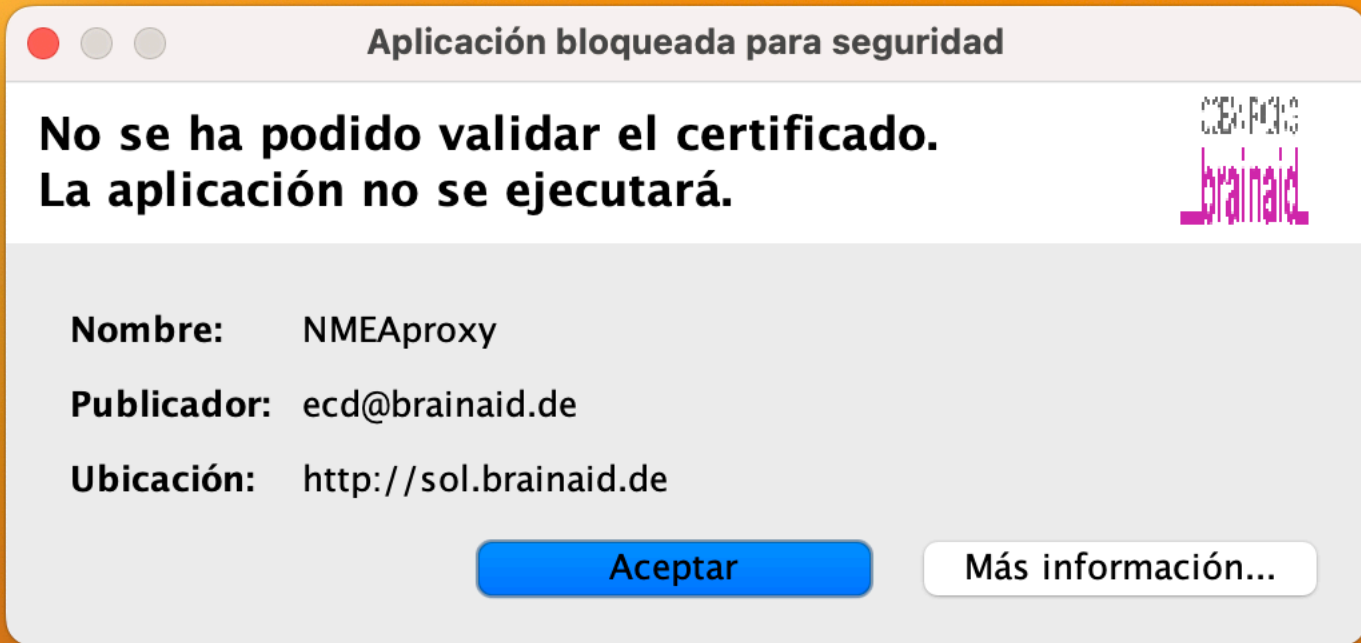 Aplicación bloqueada para seguridad
No se ha podido validar el certificado.
La aplicación no se ejecutará.
brainaid
Nombre: NMEAproxy
Publicador: ecd@brainaid.de
Ubicación: http://sol.brainaid.de
Aceptar Más información...